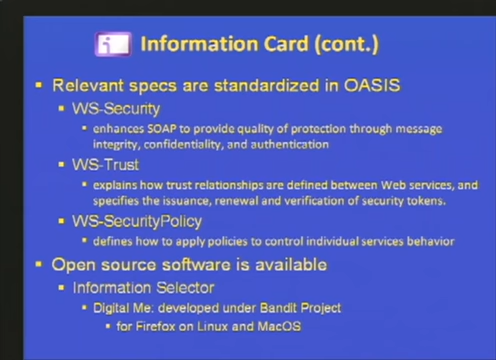 i
Information Card (cont.)
Relevant specs are standardized in OASIS
WS-Security
enhances SOAP to provide quality of protection through message
integrity, confidentiality, and authentication
WS-Trust
explains how trust relationships are defined between Web services, and
specifies the issuance, renewal and verification of security tokens.
WS-SecurityPolicy
defines how to apply policies to control individual services behavior
Open source software is available
Information Selector
Digital Me: developed under Bandit Project
for Firefox on Linux and MacOS